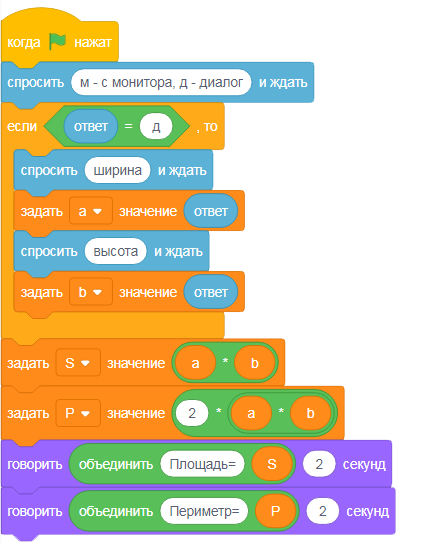 когда нажат
спросить м - с монитора, д - диалог и ждать
если ответ = д , то
спросить ширина и ждать
задать a значение ответ
спросить высота и ждать
задать b значение ответ
задать S значение a * b
задать P значение 2 * a * b
говорить объединить Площадь= S 2 секунд
говорить объединить Периметр= P 2 секунд